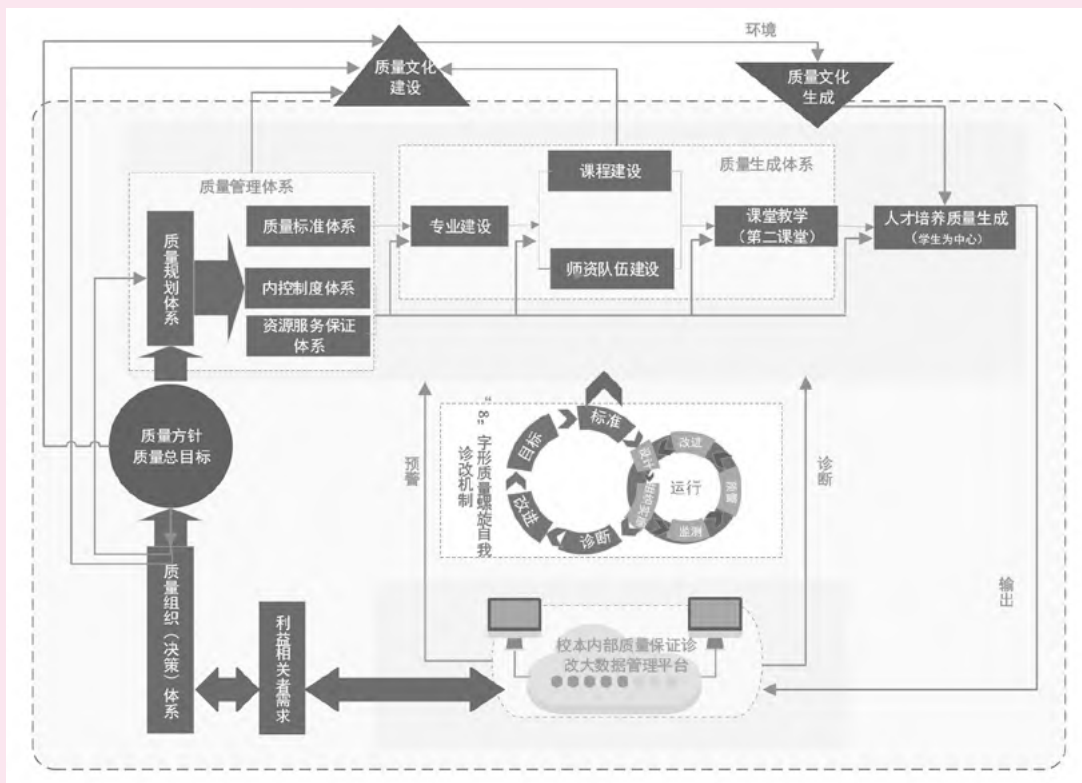 环境
质量文化
建设
质量文化
生成
质量管理体系
质量生成体系
质量规划体系
质量标准体系
内控制度体系
资源服务保证
体系
专业建设
课程建设
师资队伍建设
课堂教学
（第二课堂）
人才培养质量生成
（学生为中心）
质量方针
质量总目标
预警
“8”字形质量螺旋自我
诊改机制
目标
标准
设计
组织实施
诊断
改进
改进
运行
监测
诊断
输出
质量组织（决策）体系
利益相关者需求
校本内部质量保证诊
改大数据管理平台